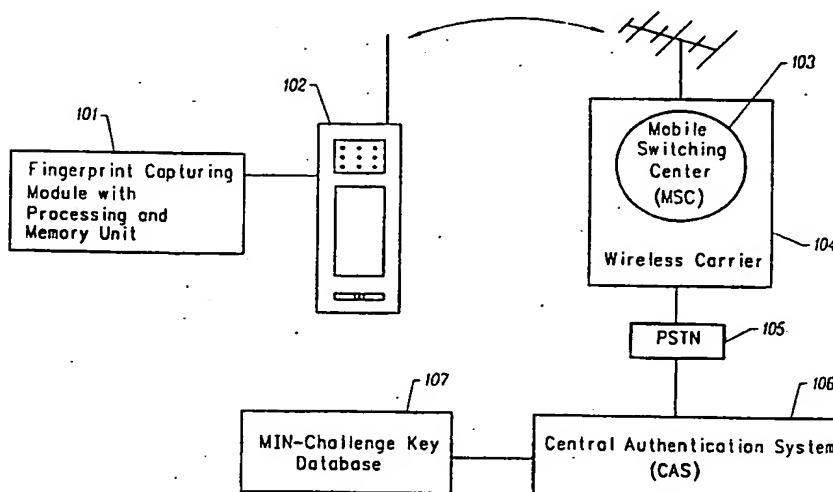 101
Fingerprint Capturing
Module with
Processing and
Memory Unit
102
103
Mobile
Switching
Center
(MSC)
Wireless Carrier
104
PSTN
105
107
MIN-Challenge Key
Database
106
Central Authentication System
(CAS)